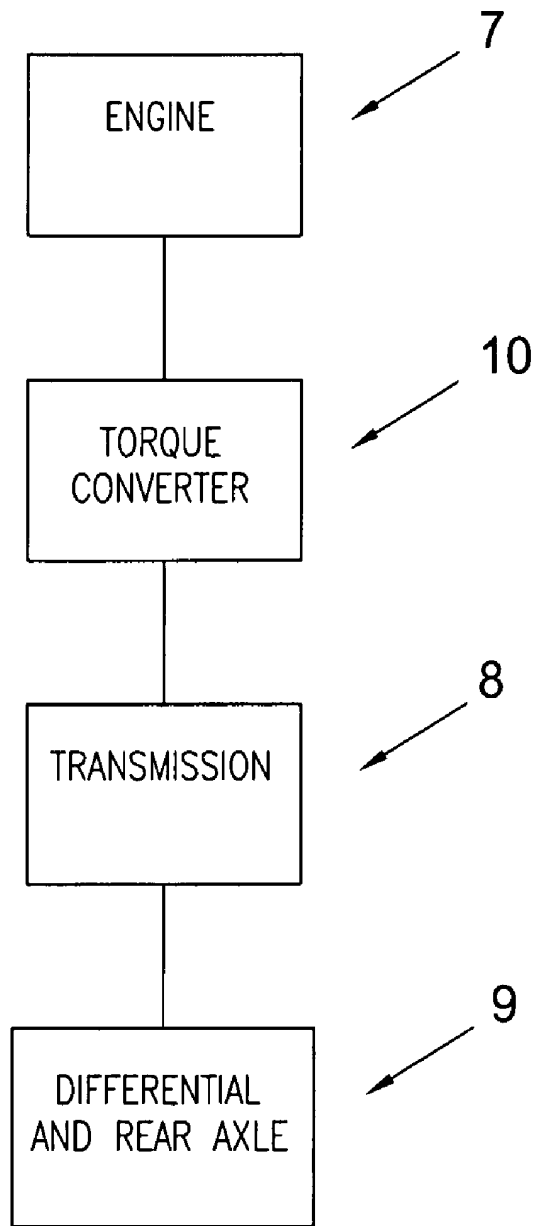 7
ENGINE
10
TORQUE
CONVERTER
8
TRANSMISSION
9
DIFFERENTIAL
AND REAR AXLE